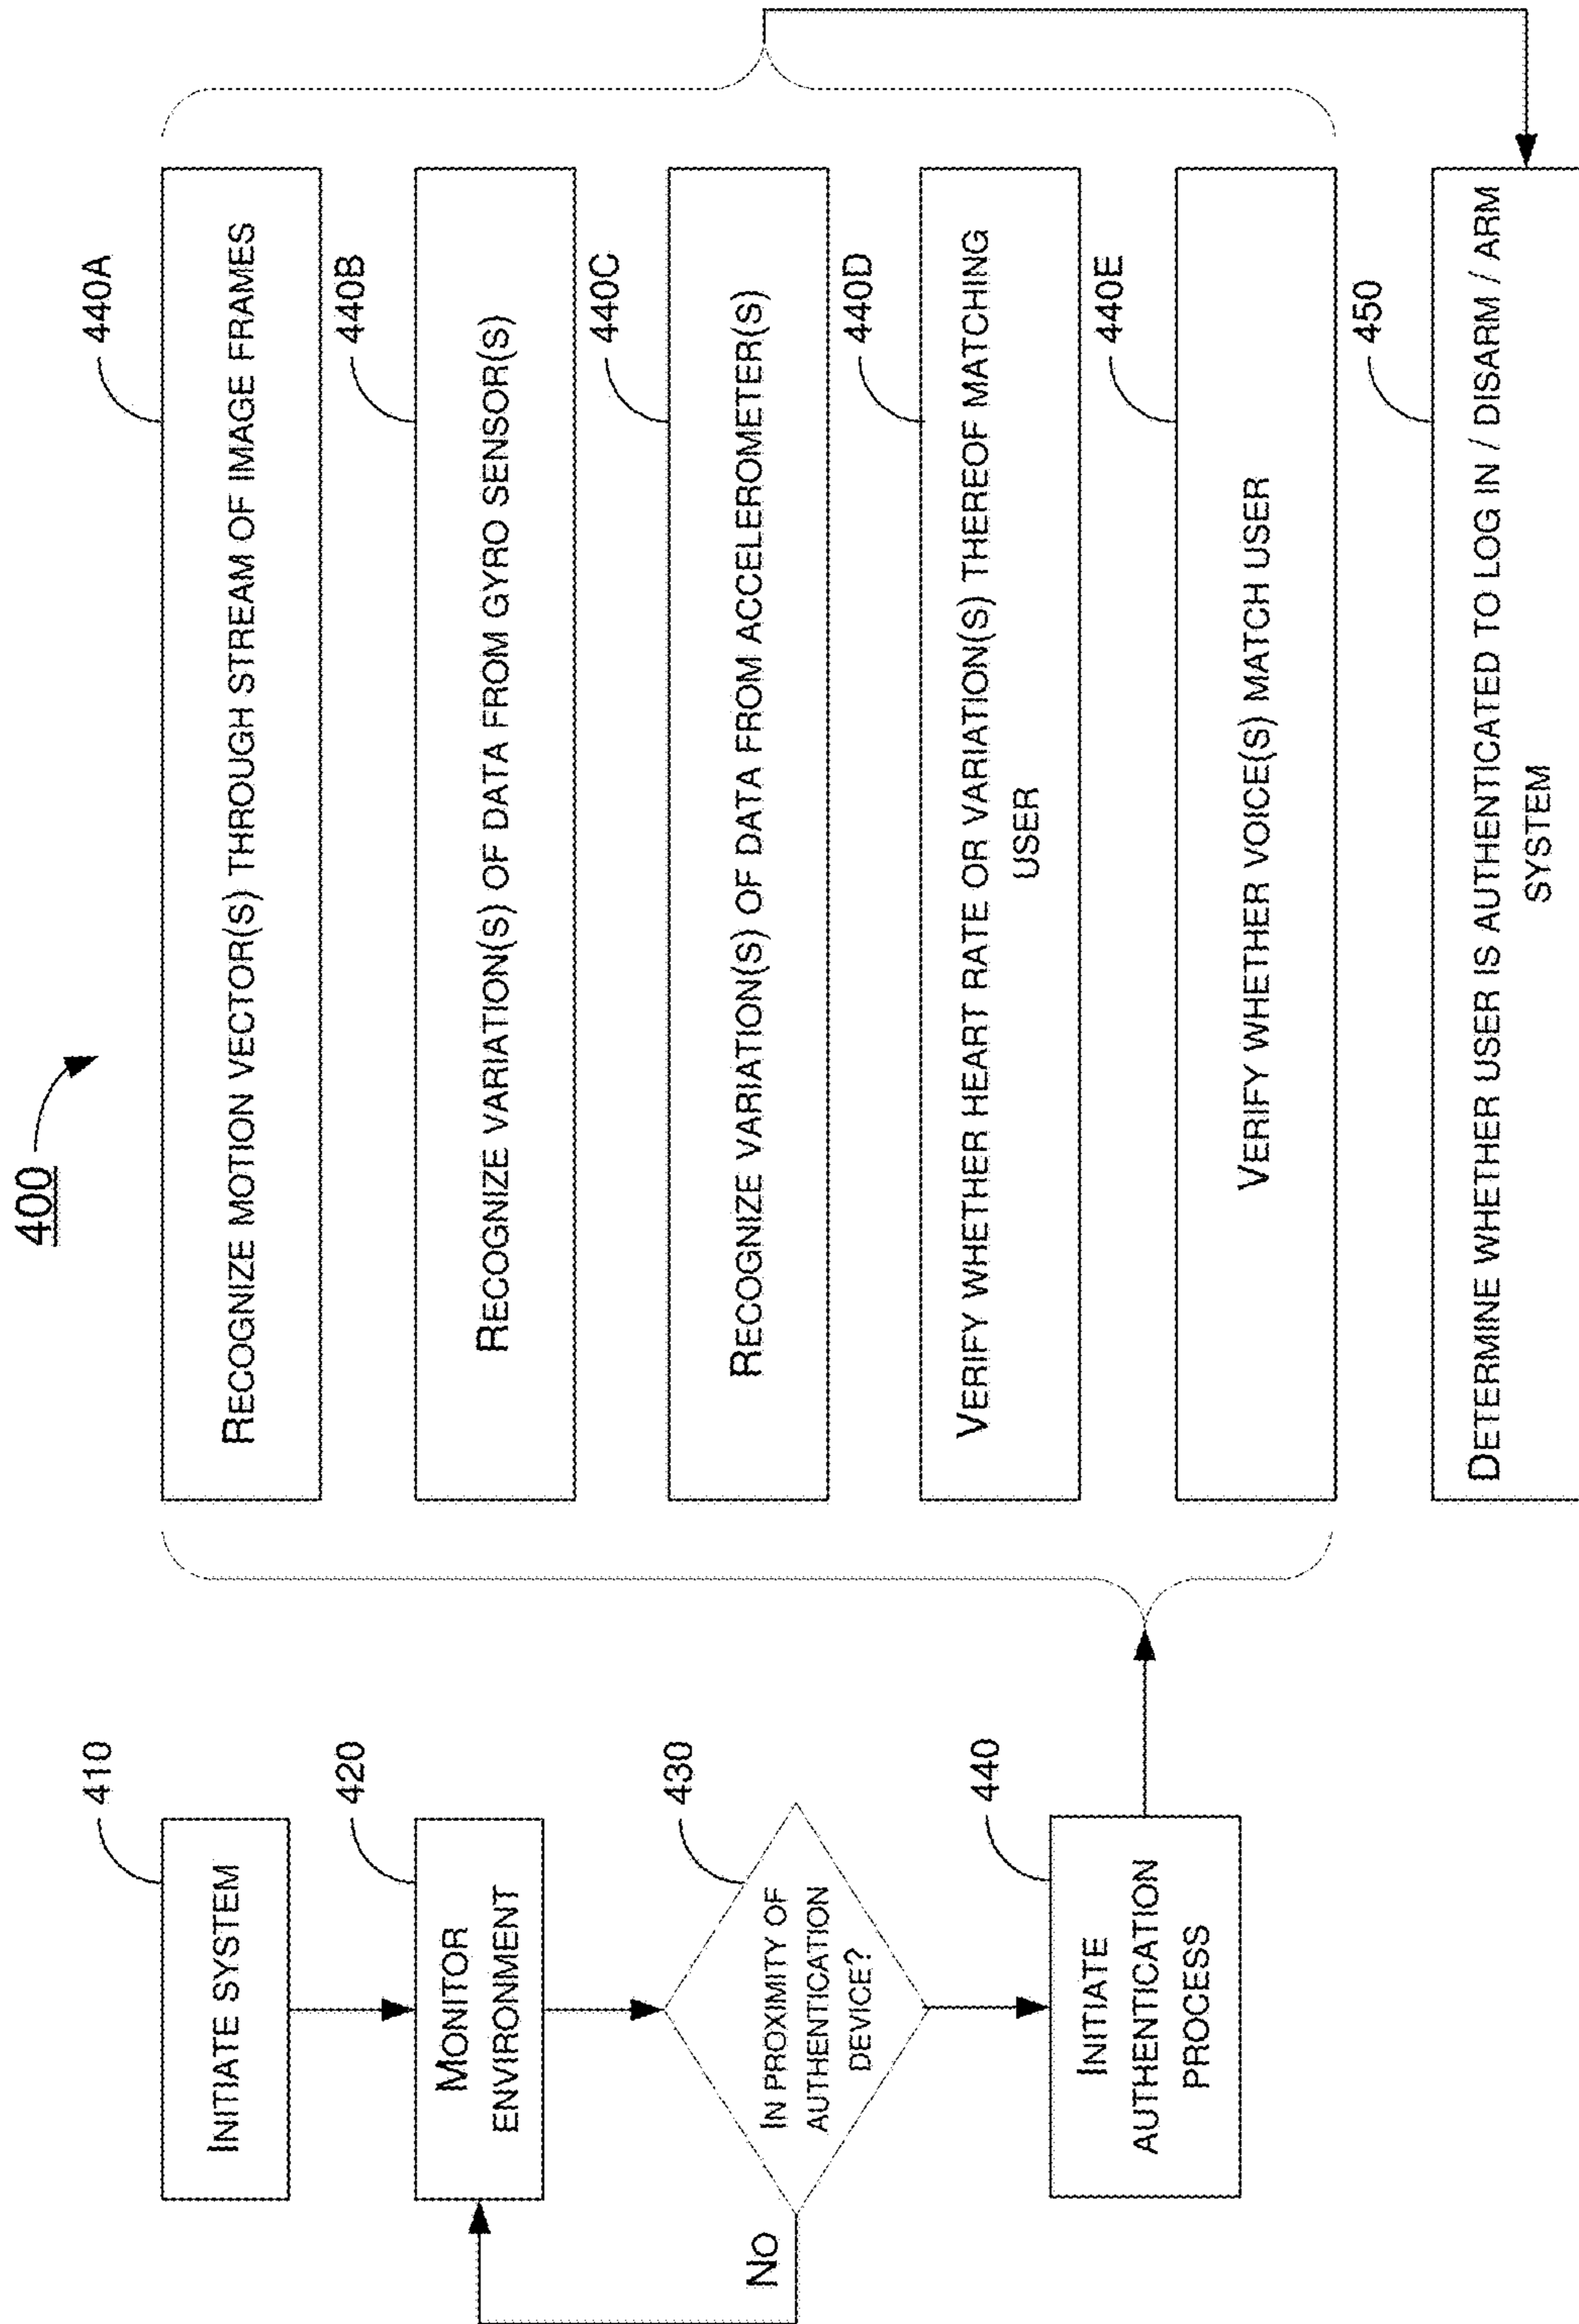 400
410
INITIATE SYSTEM
420
MONITOR
ENVIRONMENT
430
IN PROXIMITY OF
AUTHENTICATION
DEVICE?
NO
440
INITIATE
AUTHENTICATION
PROCESS
440A
RECOGNIZE MOTION VECTOR(S) THROUGH STREAM OF IMAGE FRAMES
440B
RECOGNIZE VARIATION(S) OF DATA FROM GYRO SENSOR(S)
440C
RECOGNIZE VARIATION(S) OF DATA FROM ACCELEROMETER(S)
440D
VERIFY WHETHER HEART RATE OR VARIATION(S) THEREOF MATCHING
USER
440E
VERIFY WHETHER VOICE(S) MATCH USER
450
DETERMINE WHETHER USER IS AUTHENTICATED TO LOG IN / DISARM / ARM
SYSTEM